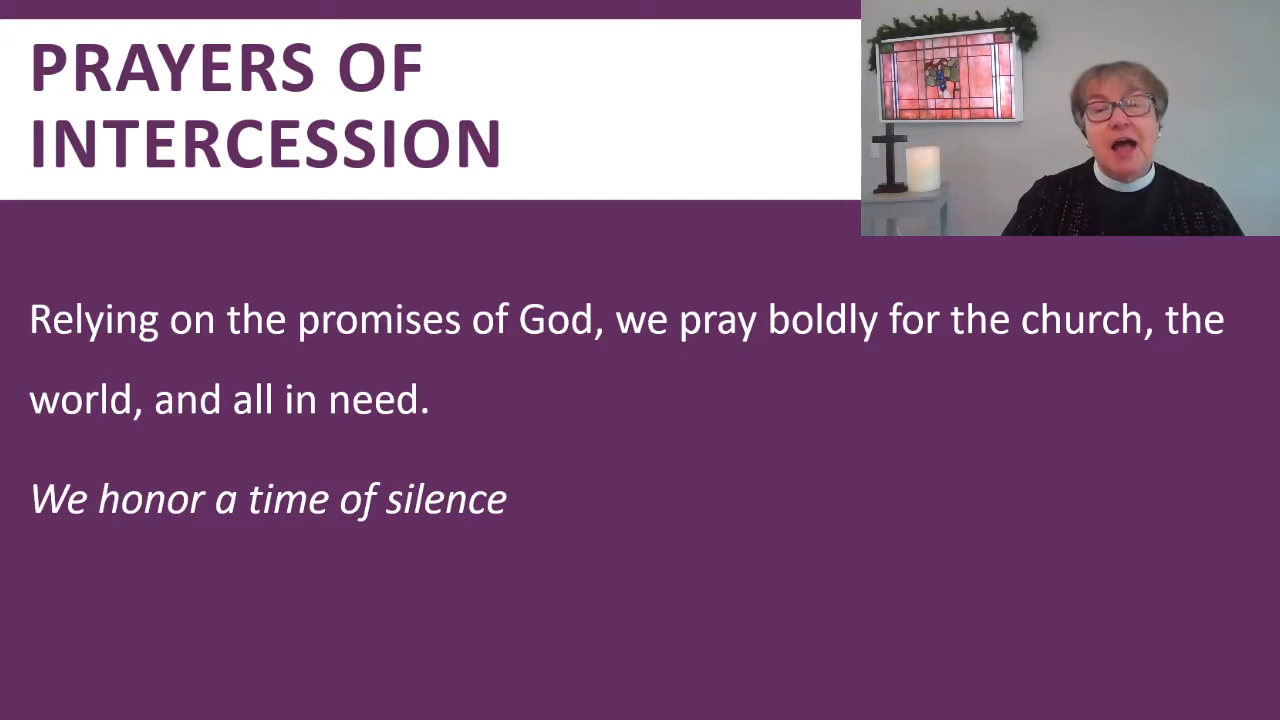 PRAYERS OF
INTERCESSION
Relying on the promises of God, we pray boldly for the church, the
world, and all in need.
We honor a time of silence